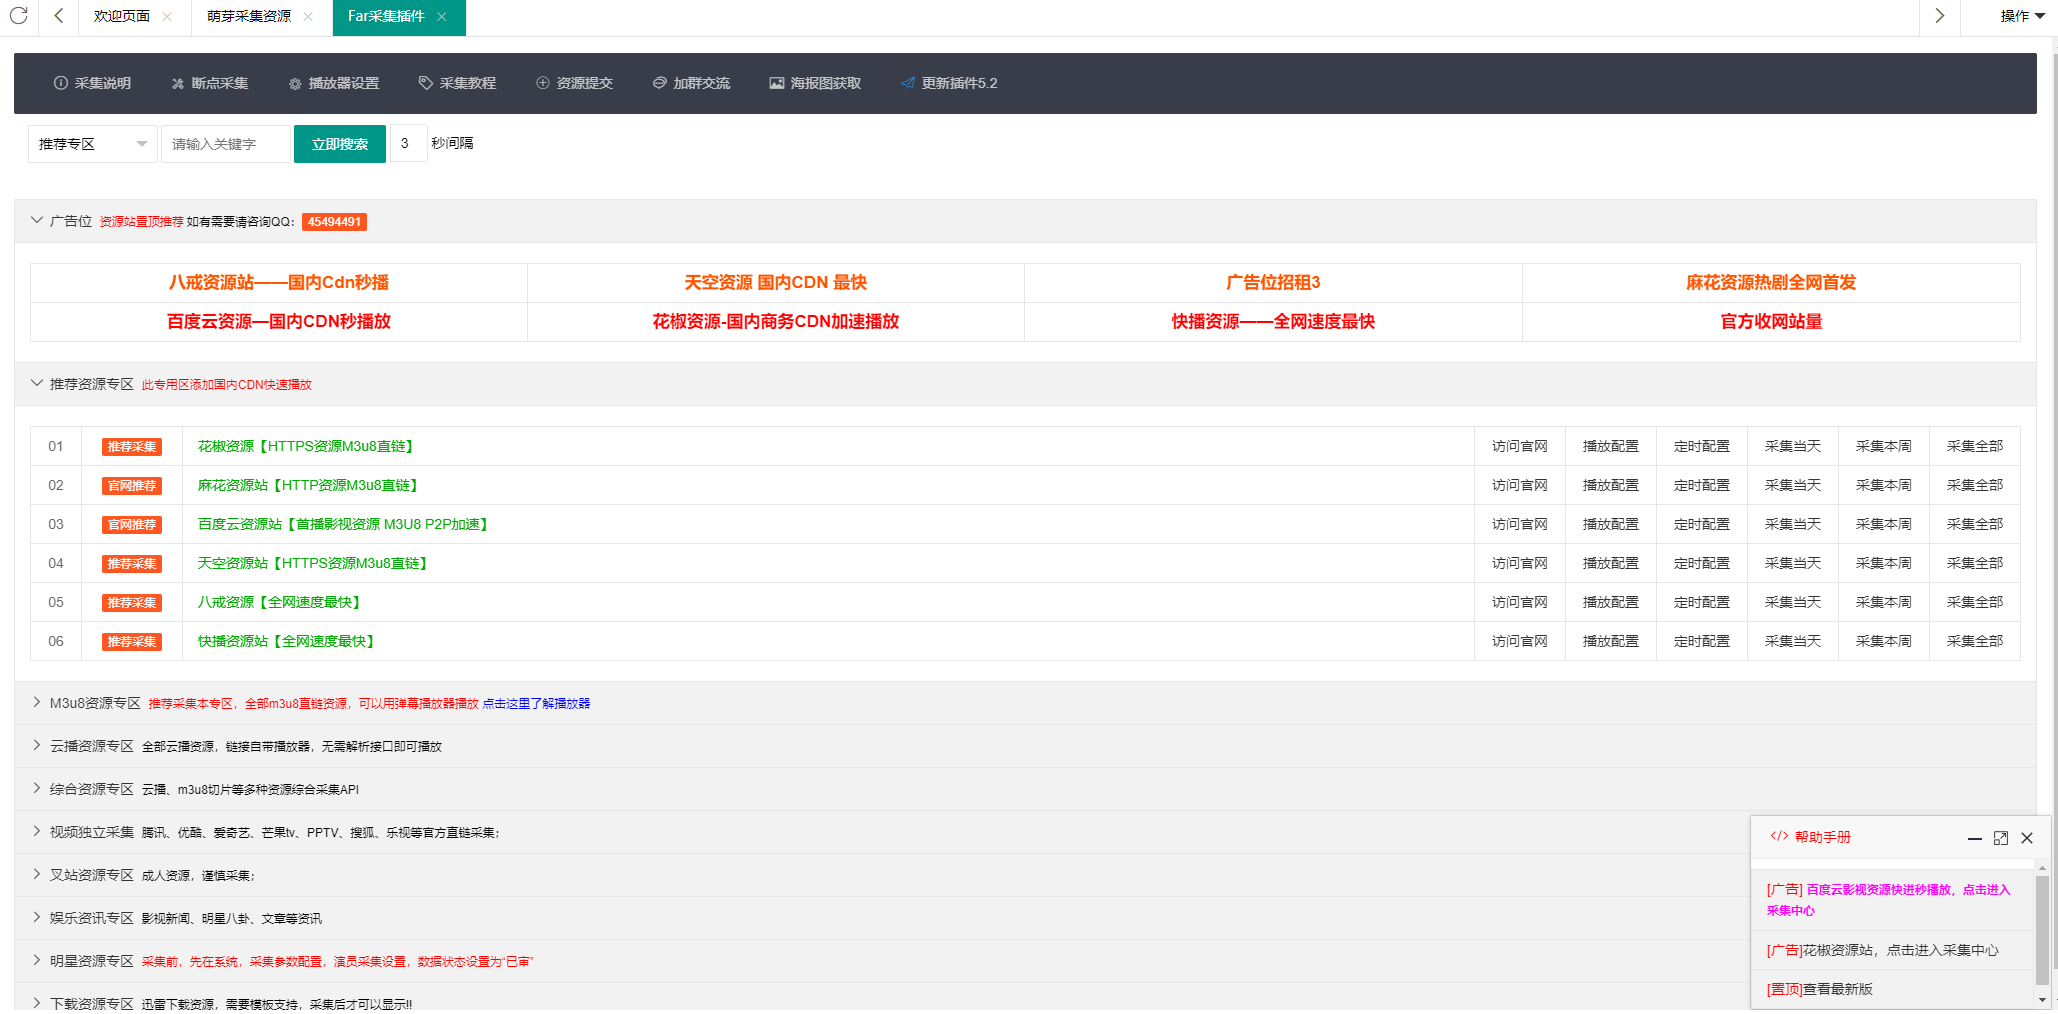 欢迎页面 萌芽采集资源 Far采集插件 操作
采集说明 断点采集 播放器设置 采集教程 资源提交 加群交流 海报图获取 更新插件5.2
推荐专区 请输入关键字 立即搜索 3 秒间隔
广告位 资源站置顶推荐 如有需要请咨询QQ： 45494491
八戒资源站——国内Cdn秒播 天空资源 国内CDN 最快 广告位招租3 麻花资源热剧全网首发
百度云资源—国内CDN秒播放 花椒资源-国内商务CDN加速播放 快播资源——全网速度最快 官方收网站量
推荐资源专区 此专用区添加国内CDN快速播放
01 推荐采集 花椒资源【HTTPS资源M3u8直链】 访问官网 播放配置 定时配置 采集当天 采集本周 采集全部
02 官网推荐 麻花资源站【HTTP资源M3u8直链】 访问官网 播放配置 定时配置 采集当天 采集本周 采集全部
03 官网推荐 百度云资源站【首播影视资源 M3U8 P2P加速】 访问官网 播放配置 定时配置 采集当天 采集本周 采集全部
04 推荐采集 天空资源站【HTTPS资源M3u8直链】 访问官网 播放配置 定时配置 采集当天 采集本周 采集全部
05 推荐采集 八戒资源【全网速度最快】 访问官网 播放配置 定时配置 采集当天 采集本周 采集全部
06 推荐采集 快播资源站【全网速度最快】 访问官网 播放配置 定时配置 采集当天 采集本周 采集全部
M3u8资源专区 推荐采集本专区，全部m3u8直链资源，可以用弹幕播放器播放 点击这里了解播放器
云播资源专区 全部云播资源，链接自带播放器，无需解析接口即可播放
综合资源专区 云播、m3u8切片等多种资源综合采集API
视频独立采集 腾讯、优酷、爱奇艺、芒果tv、PPTV、搜狐、乐视等官方直链采集；
叉站资源专区 成人资源，谨慎采集；
娱乐资讯专区 影视新闻、明星八卦、文章等资讯
明星资源专区 采集前，先在系统，采集参数配置，演员采集设置，数据状态设置为“已审”
下载资源专区 迅雷下载资源，需要模板支持，采集后才可以显示!!
</> 帮助手册
[广告] 百度云影视资源快进秒播放，点击进入
采集中心
[广告]花椒资源站，点击进入采集中心
[置顶]查看最新版